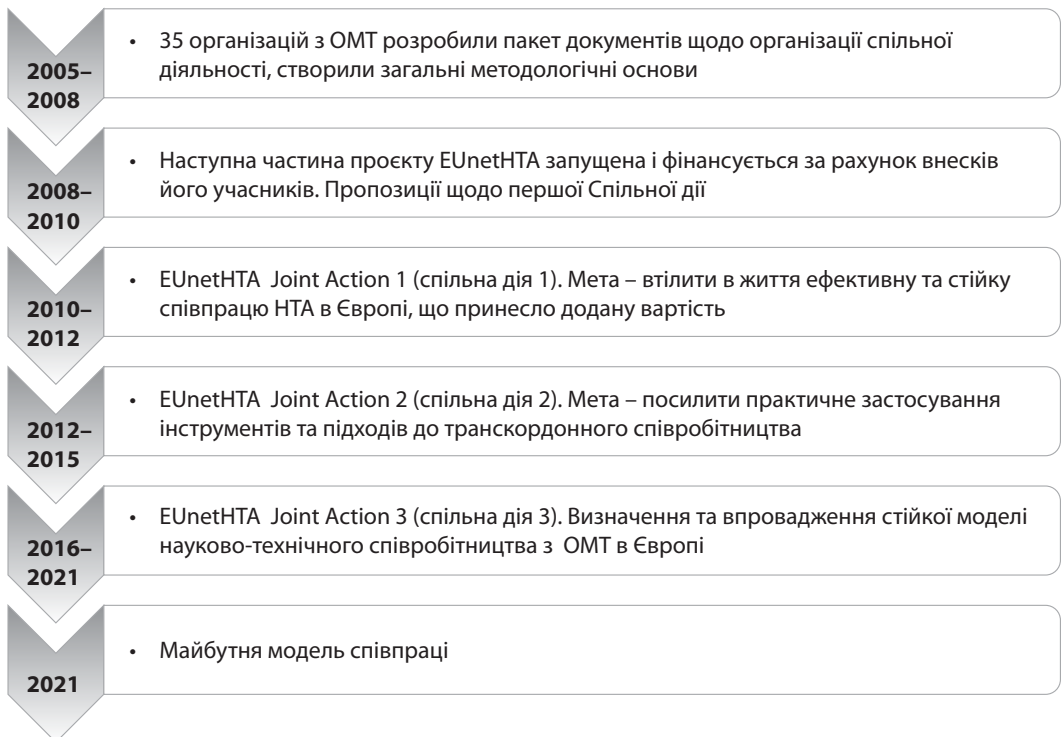 2005–
2008
• 35 організацій з ОМТ розробили пакет документів щодо організації спільної
діяльності, створили загальні методологічні основи
2008–
2010
• Наступна частина проєкту EUnetHTA запущена і фінансується за рахунок внесків
його учасників. Пропозиції щодо першої Спільної дії
2010–
2012
• EUnetHTA Joint Action 1 (спільна дія 1). Мета – втілити в життя ефективну та стійку
співпрацю НТА в Європі, що принесло додану вартість
2012–
2015
• EUnetHTA Joint Action 2 (спільна дія 2). Мета – посилити практичне застосування
інструментів та підходів до транскордонного співробітництва
2016–
2021
• EUnetHTA Joint Action 3 (спільна дія 3). Визначення та впровадження стійкої моделі
науково-технічного співробітництва з ОМТ в Європі
2021
• Майбутня модель співпраці